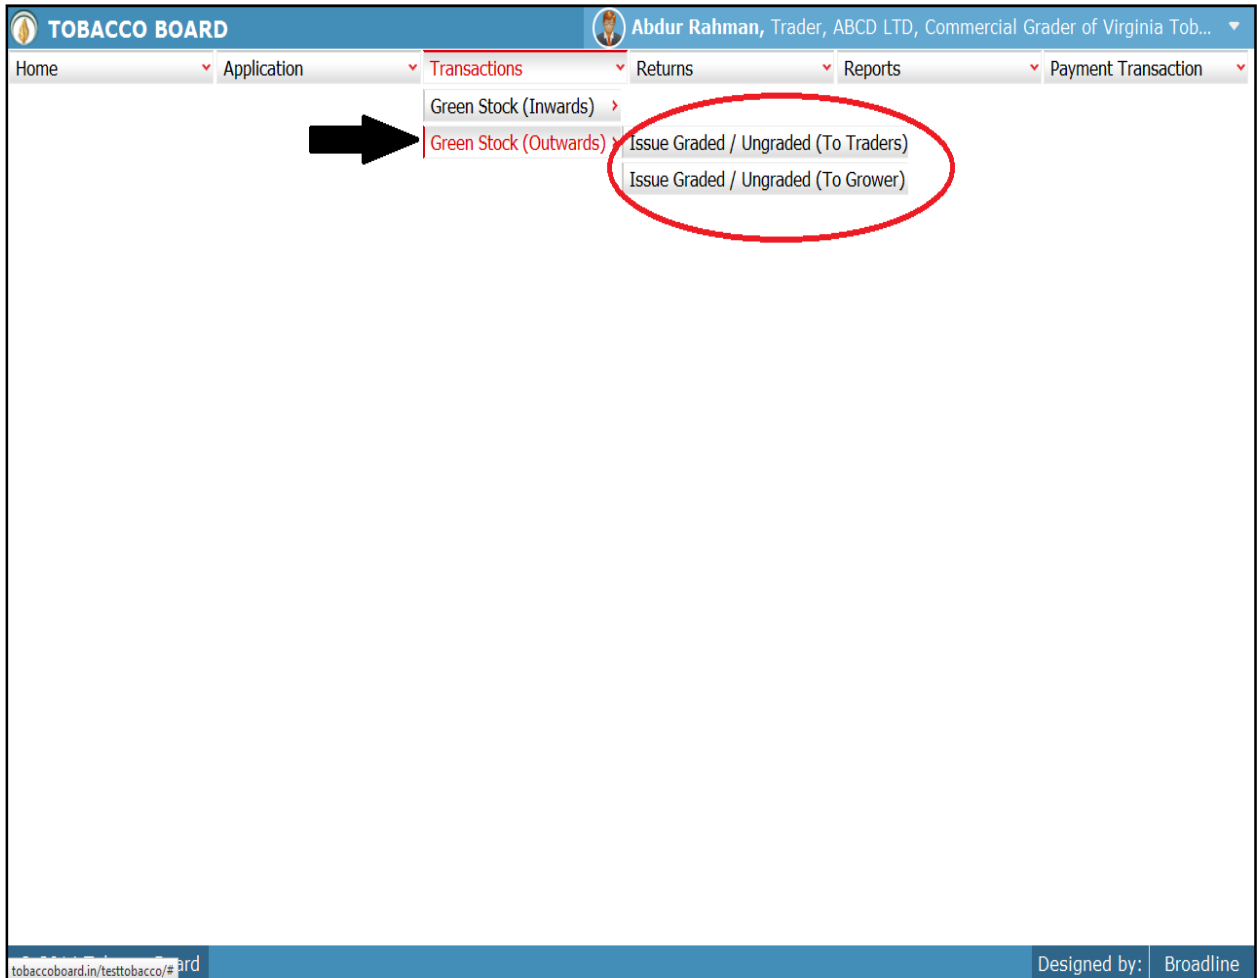 TOBACCO BOARD
Abdur Rahman, Trader, ABCD LTD, Commercial Grader of Virginia Tob...
Home Application Transactions Returns Reports Payment Transaction
Green Stock (Inwards)
Green Stock (Outwards) Issue Graded / Ungraded (To Traders)
Issue Graded / Ungraded (To Grower)
ard
tobaccoboard.in/testtobacco/#
Designed by: Broadline